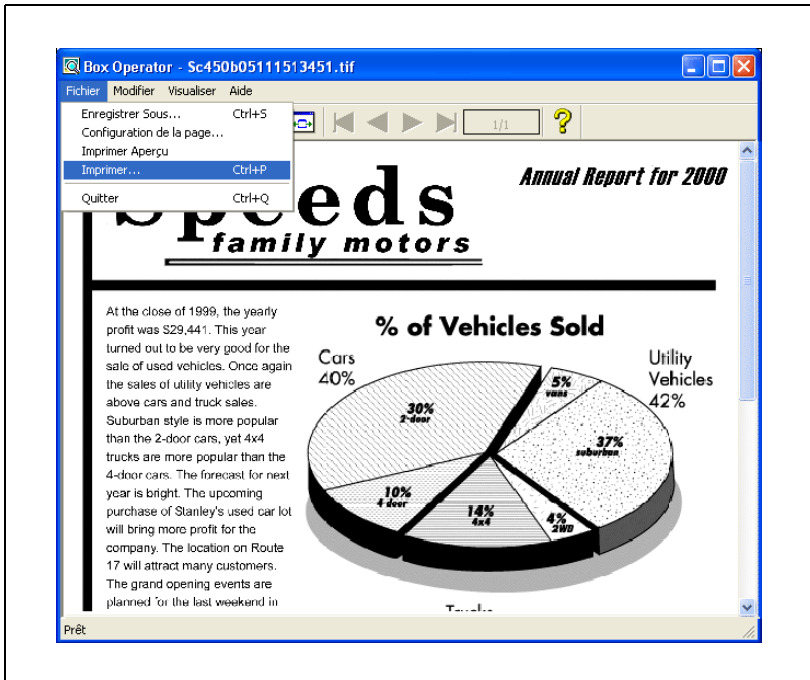 Box Operator - Sc450b05111513451.tif
Fichier Modifier Visualiser Aide
Enregistrer Sous... Ctrl+S
Configuration de la page...
Imprimer Aperçu
Imprimer... Ctrl+P
Quitter Ctrl+Q
1/1
Annual Report for 2000
Speeds
family motors
At the close of 1999, the yearly
profit was $29,441. This year
turned out to be very good for the
sale of used vehicles. Once again
the sales of utility vehicles are
above cars and truck sales.
Suburban style is more popular
than the 2-door cars, yet 4x4
trucks are more popular than the
4-door cars. The forecast for next
year is bright. The upcoming
purchase of Stanley's used car lot
will bring more profit for the
company. The location on Route
17 will attract many customers.
The grand opening events are
planned for the last weekend in
% of Vehicles Sold
Cars
40%
Utility
Vehicles
42%
5%
vans
30%
2-door
37%
suburban
10%
4 door
14%
4x4
4%
2WD
Trucks
Prêt